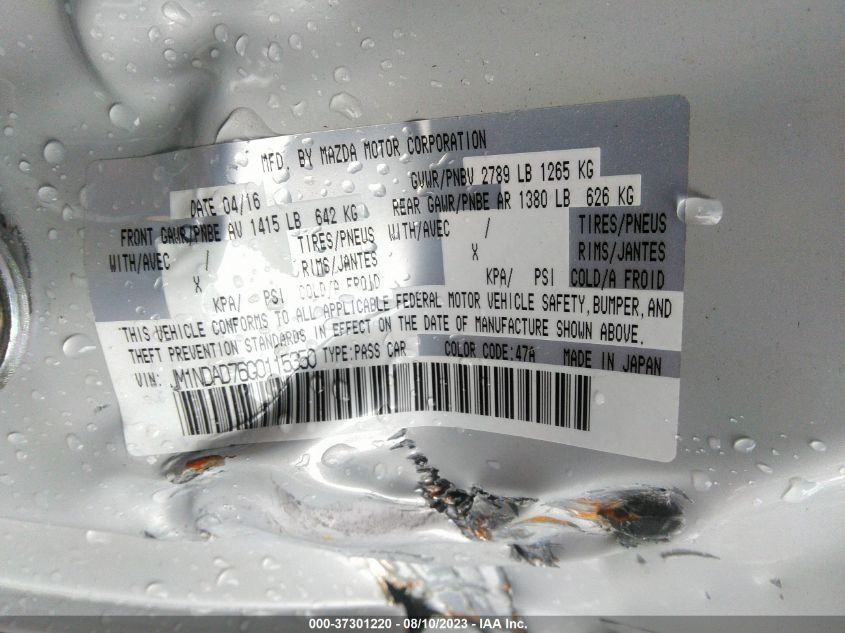 MFD. BY MAZDA MOTOR CORPORATION
DATE 04/16 GVWR/PNBV 2789 LB 1265 KG
FRONT GAWR/PNBE AV 1415 LB 642 KG REAR GAWR/PNBE AR 1380 LB 626 KG
WITH/AVEC / TIRES/PNEUS WITH/AVEC / TIRES/PNEUS
X RIMS/JANTES X RIMS/JANTES
KPA/ PSI COLD/A FROID KPA/ PSI COLD/A FROID
THIS VEHICLE CONFORMS TO ALL APPLICABLE FEDERAL MOTOR VEHICLE SAFETY, BUMPER, AND
THEFT PREVENTION STANDARDS IN EFFECT ON THE DATE OF MANUFACTURE SHOWN ABOVE.
VIN: JM1NDAD76G0115350 TYPE:PASS CAR COLOR CODE:47A MADE IN JAPAN
000-37301220 - 08/10/2023 - IAA Inc.